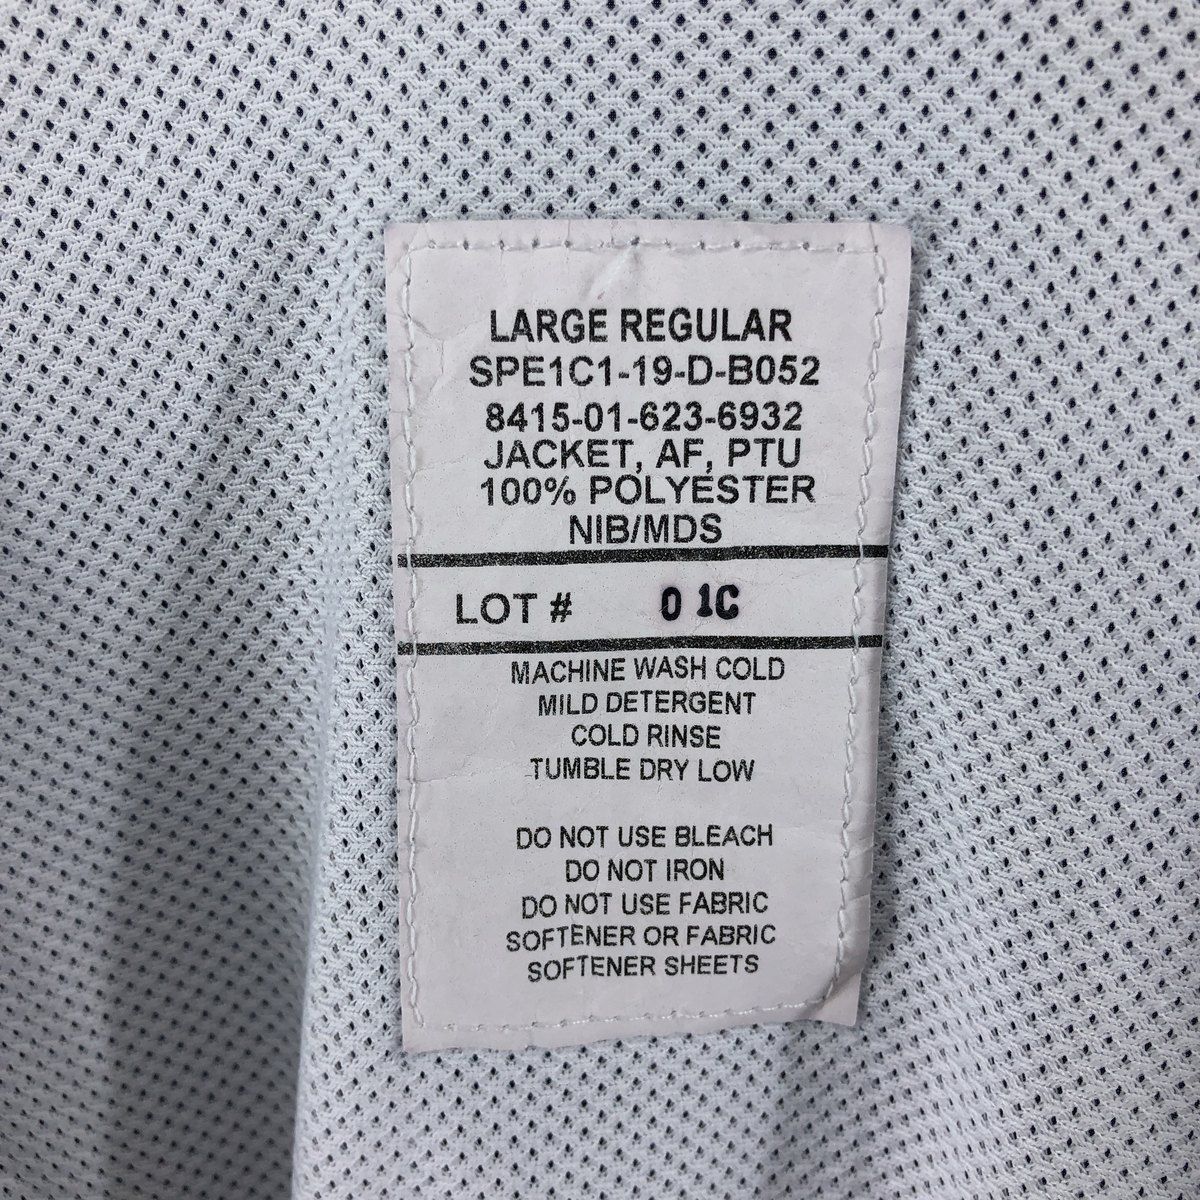 LARGE REGULAR
SPE1C1-19-D-B052
8415-01-623-6932
JACKET, AF, PTU
100% POLYESTER
NIB/MDS
LOT # 0 1C
MACHINE WASH COLD
MILD DETERGENT
COLD RINSE
TUMBLE DRY LOW
DO NOT USE BLEACH
DO NOT IRON
DO NOT USE FABRIC
SOFTENER OR FABRIC
SOFTENER SHEETS